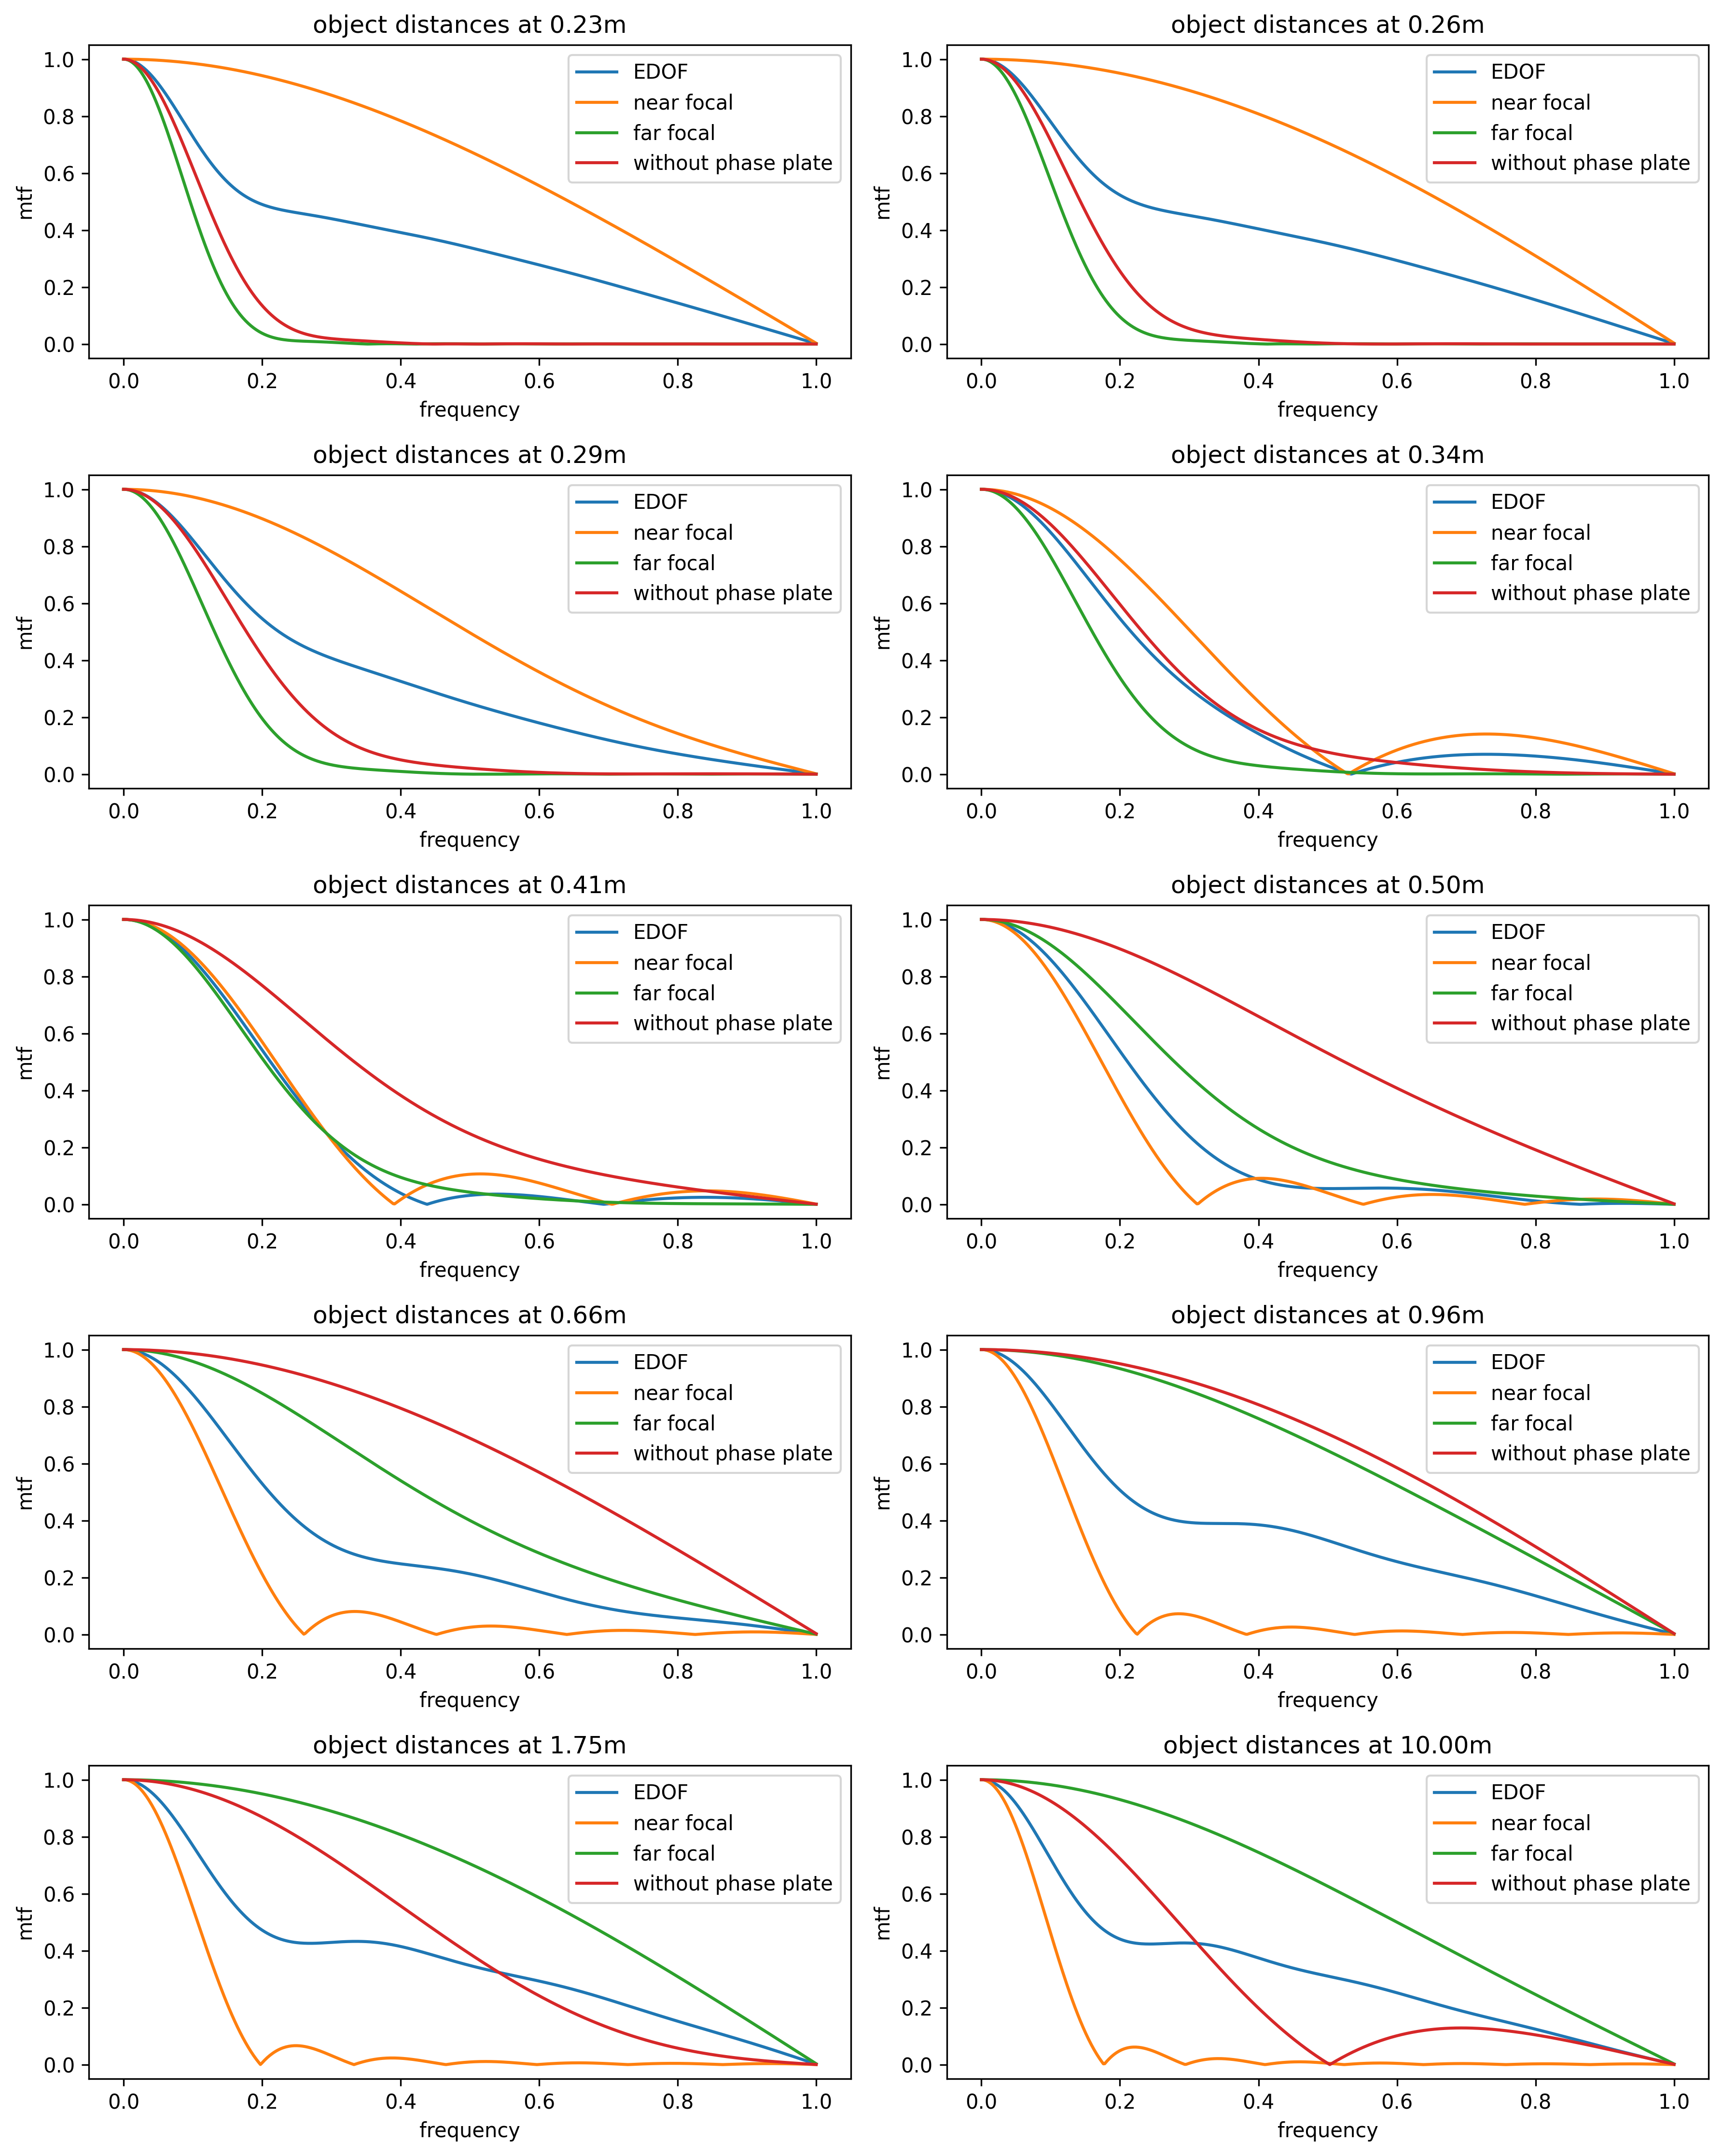 object distances at 0.23m
mtf
1.0
0.8
0.6
0.4
0.2
0.0
EDOF
near focal
far focal
without phase plate
0.0 0.2 0.4 0.6 0.8 1.0
frequency
object distances at 0.26m
mtf
1.0
0.8
0.6
0.4
0.2
0.0
EDOF
near focal
far focal
without phase plate
0.0 0.2 0.4 0.6 0.8 1.0
frequency
object distances at 0.29m
mtf
1.0
0.8
0.6
0.4
0.2
0.0
EDOF
near focal
far focal
without phase plate
0.0 0.2 0.4 0.6 0.8 1.0
frequency
object distances at 0.34m
mtf
1.0
0.8
0.6
0.4
0.2
0.0
EDOF
near focal
far focal
without phase plate
0.0 0.2 0.4 0.6 0.8 1.0
frequency
object distances at 0.41m
mtf
1.0
0.8
0.6
0.4
0.2
0.0
EDOF
near focal
far focal
without phase plate
0.0 0.2 0.4 0.6 0.8 1.0
frequency
object distances at 0.50m
mtf
1.0
0.8
0.6
0.4
0.2
0.0
EDOF
near focal
far focal
without phase plate
0.0 0.2 0.4 0.6 0.8 1.0
frequency
object distances at 0.66m
mtf
1.0
0.8
0.6
0.4
0.2
0.0
EDOF
near focal
far focal
without phase plate
0.0 0.2 0.4 0.6 0.8 1.0
frequency
object distances at 0.96m
mtf
1.0
0.8
0.6
0.4
0.2
0.0
EDOF
near focal
far focal
without phase plate
0.0 0.2 0.4 0.6 0.8 1.0
frequency
object distances at 1.75m
mtf
1.0
0.8
0.6
0.4
0.2
0.0
EDOF
near focal
far focal
without phase plate
0.0 0.2 0.4 0.6 0.8 1.0
frequency
object distances at 10.00m
mtf
1.0
0.8
0.6
0.4
0.2
0.0
EDOF
near focal
far focal
without phase plate
0.0 0.2 0.4 0.6 0.8 1.0
frequency